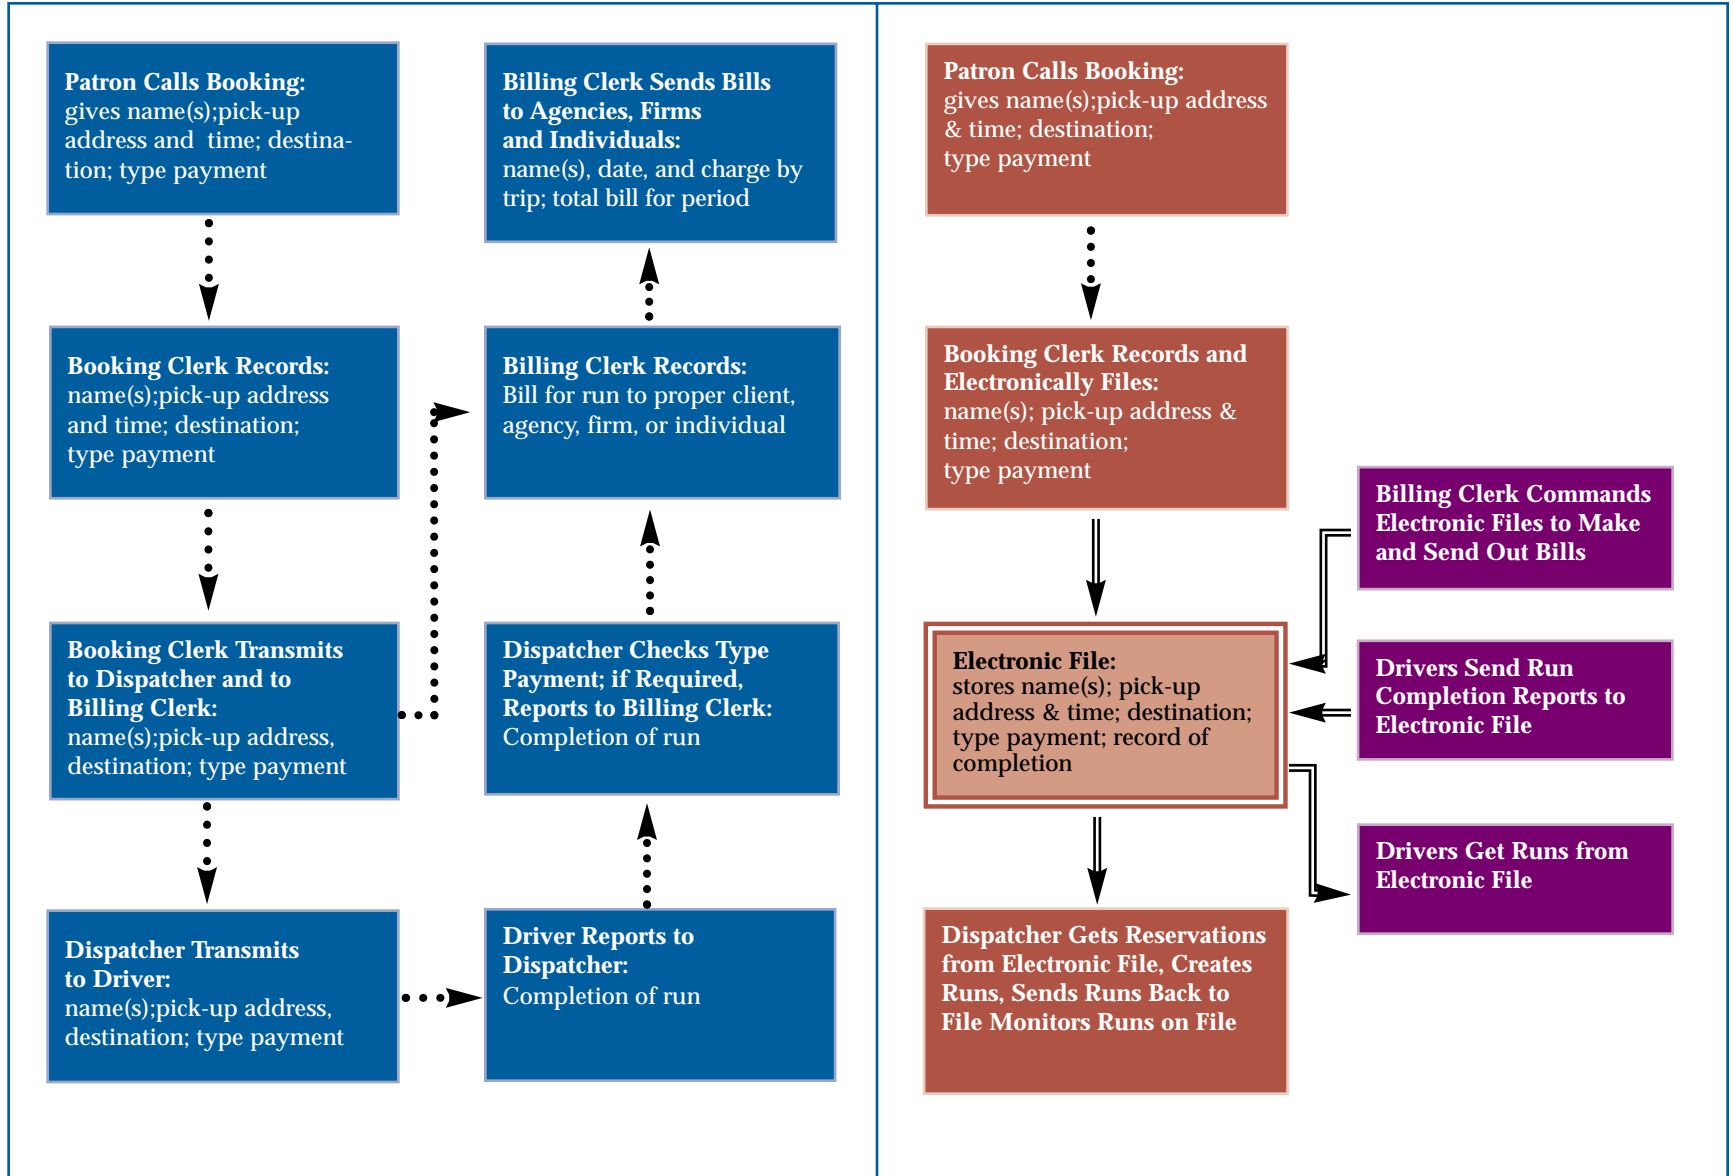 Patron Calls Booking:
gives name(s);pick-up
address and time; destina-
tion; type payment
Booking Clerk Records:
name(s);pick-up address
and time; destination;
type payment
Booking Clerk Transmits
to Dispatcher and to
Billing Clerk:
name(s);pick-up address,
destination; type payment
Dispatcher Transmits
to Driver:
name(s);pick-up address,
destination; type payment
Driver Reports to
Dispatcher:
Completion of run
Dispatcher Checks Type
Payment; if Required,
Reports to Billing Clerk:
Completion of run
Billing Clerk Records:
Bill for run to proper client,
agency, firm, or individual
Billing Clerk Sends Bills
to Agencies, Firms
and Individuals:
name(s), date, and charge by
trip; total bill for period
Patron Calls Booking:
gives name(s);pick-up address
& time; destination;
type payment
Booking Clerk Records and
Electronically Files:
name(s); pick-up address &
time; destination;
type payment
Electronic File:
stores name(s); pick-up
address & time; destination;
type payment; record of
completion
Dispatcher Gets Reservations
from Electronic File, Creates
Runs, Sends Runs Back to
File Monitors Runs on File
Billing Clerk Commands
Electronic Files to Make
and Send Out Bills
Drivers Send Run
Completion Reports to
Electronic File
Drivers Get Runs from
Electronic File